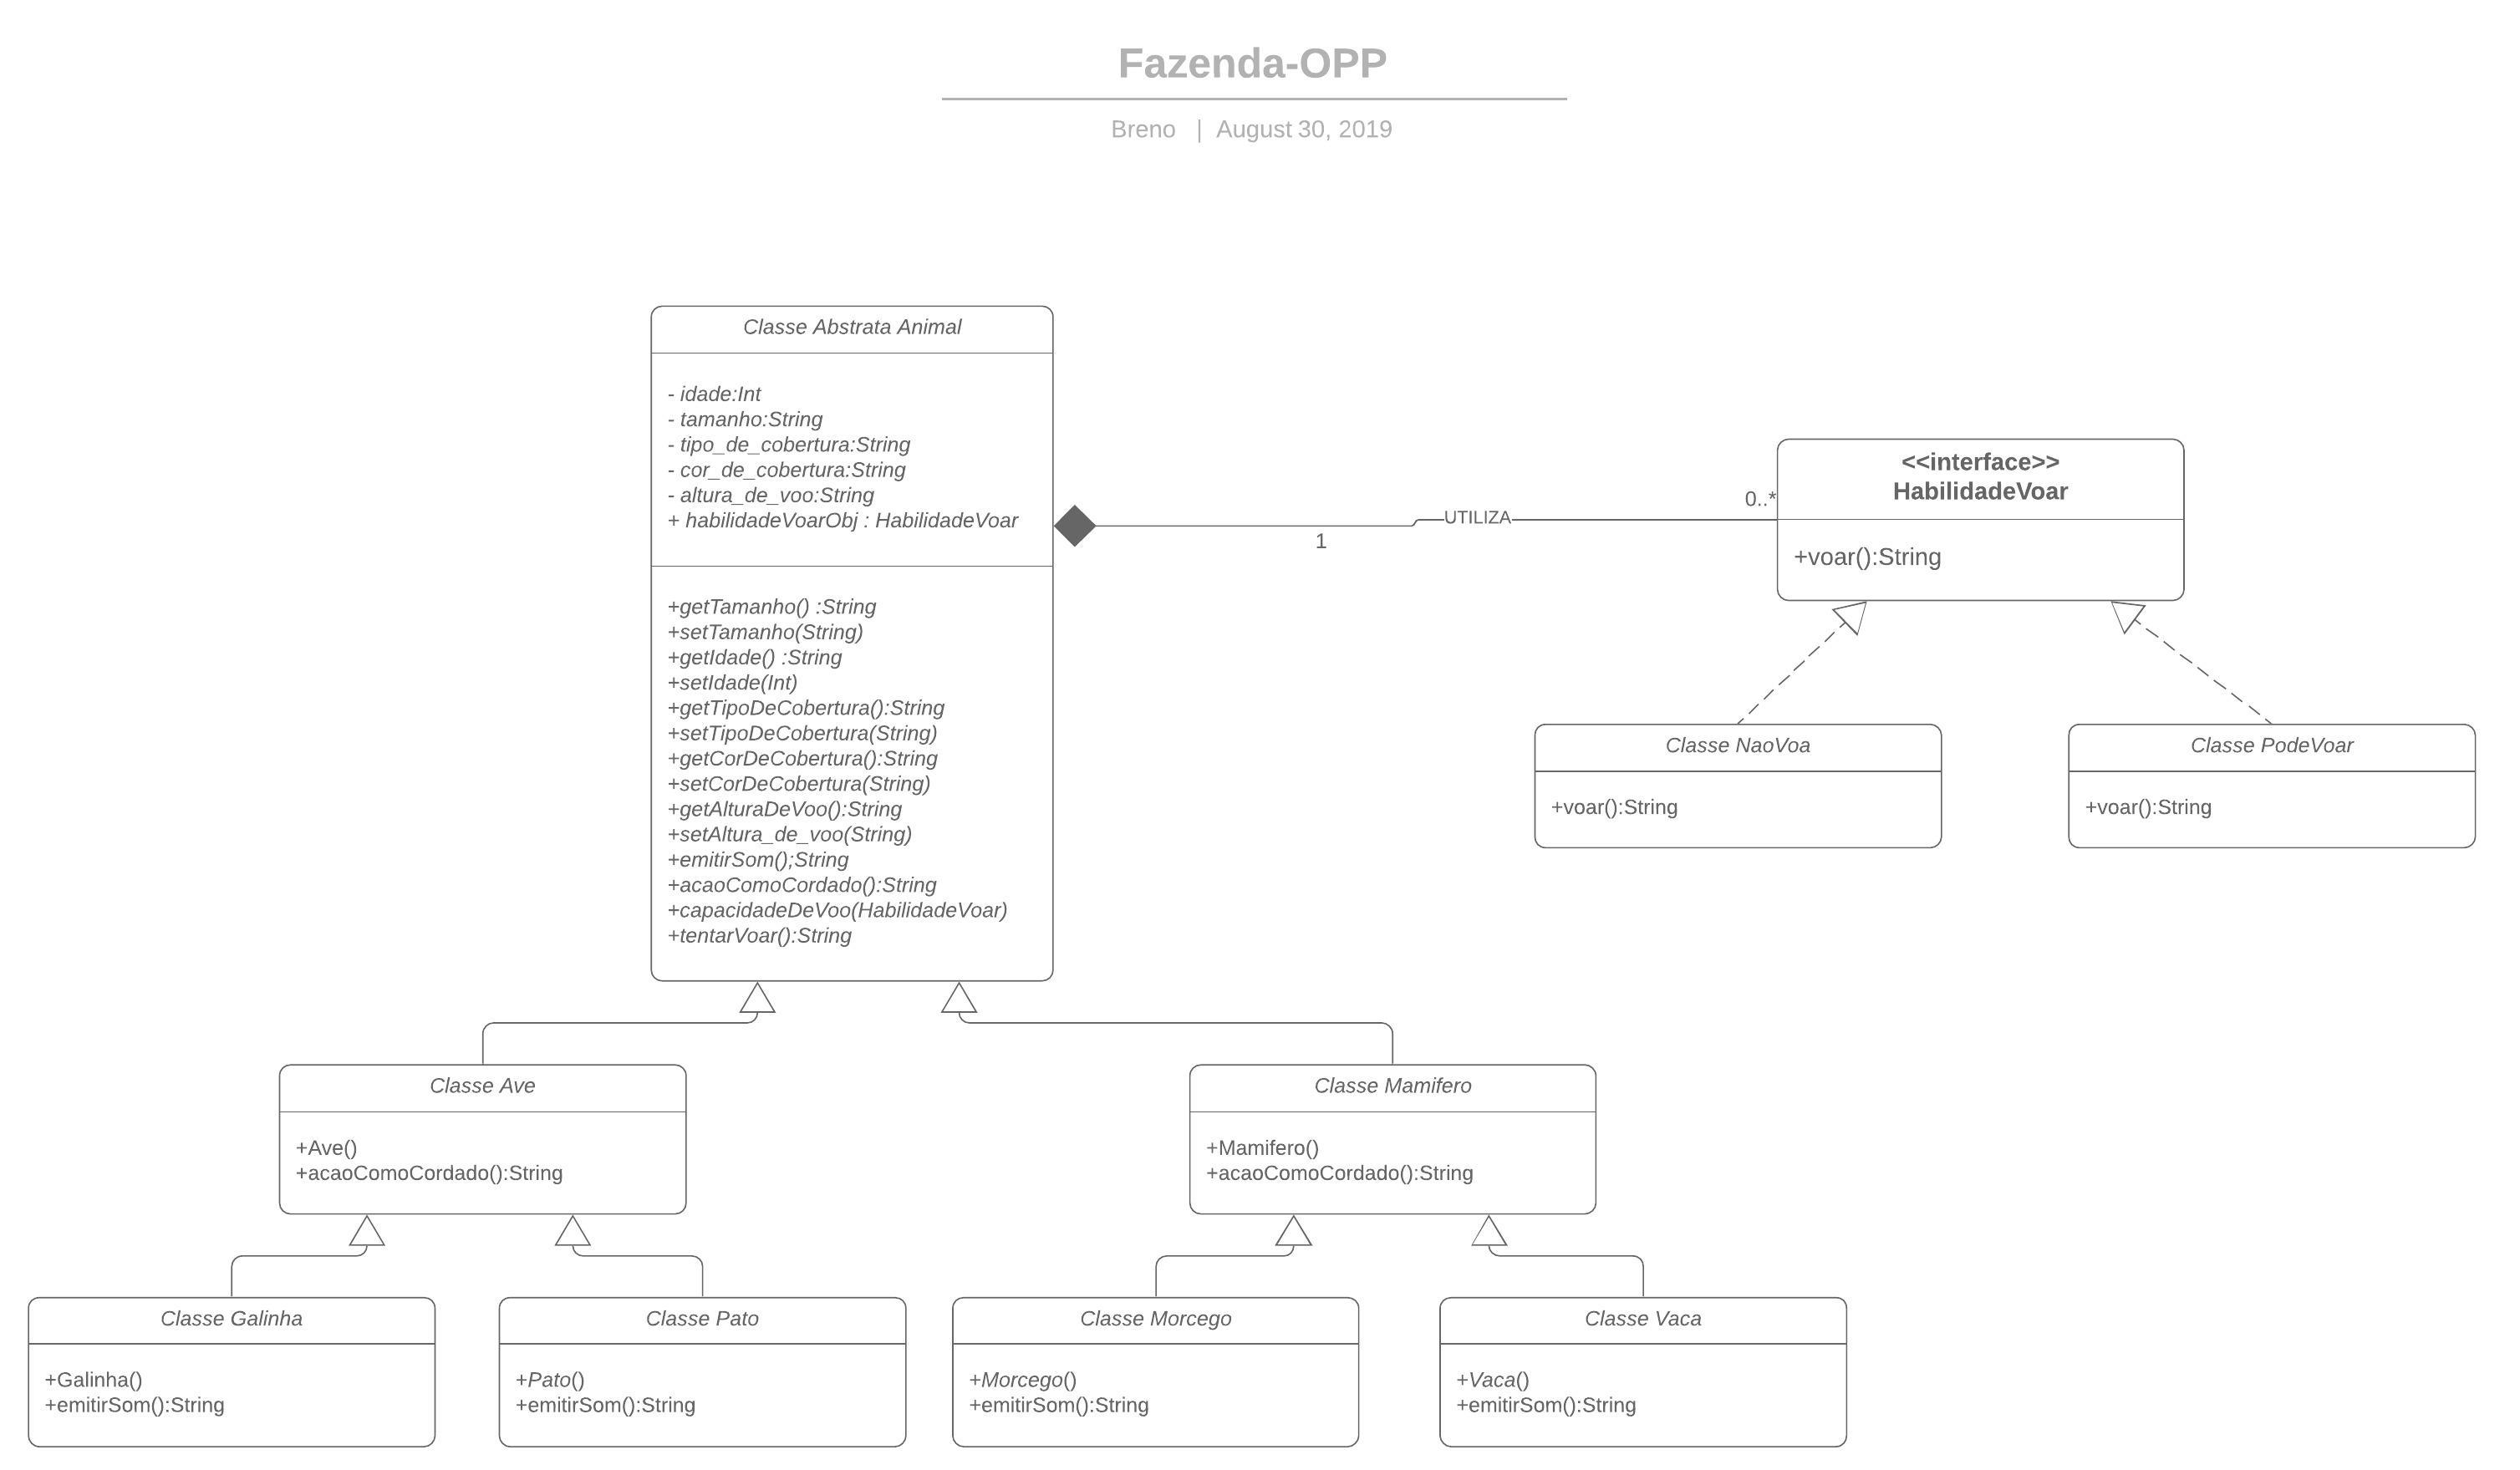 Fazenda-OPP
Breno | August 30, 2019
Classe Abstrata Animal
- idade:Int
- tamanho:String
- tipo_de_cobertura:String
- cor_de_cobertura:String
- altura_de_voo:String
+ habilidadeVoarObj : HabilidadeVoar
+getTamanho() :String
+setTamanho(String)
+getIdade() :String
+setIdade(Int)
+getTipoDeCobertura():String
+setTipoDeCobertura(String)
+getCorDeCobertura():String
+setCorDeCobertura(String)
+getAlturaDeVoo():String
+setAltura_de_voo(String)
+emitirSom();String
+acaoComoCordado():String
+capacidadeDeVoo(HabilidadeVoar)
+tentarVoar():String
1
UTILIZA
0..*
<<interface>>
HabilidadeVoar
+voar():String
Classe NaoVoa
+voar():String
Classe PodeVoar
+voar():String
Classe Ave
+Ave()
+acaoComoCordado():String
Classe Mamifero
+Mamifero()
+acaoComoCordado():String
Classe Galinha
+Galinha()
+emitirSom():String
Classe Pato
+Pato()
+emitirSom():String
Classe Morcego
+Morcego()
+emitirSom():String
Classe Vaca
+Vaca()
+emitirSom():String